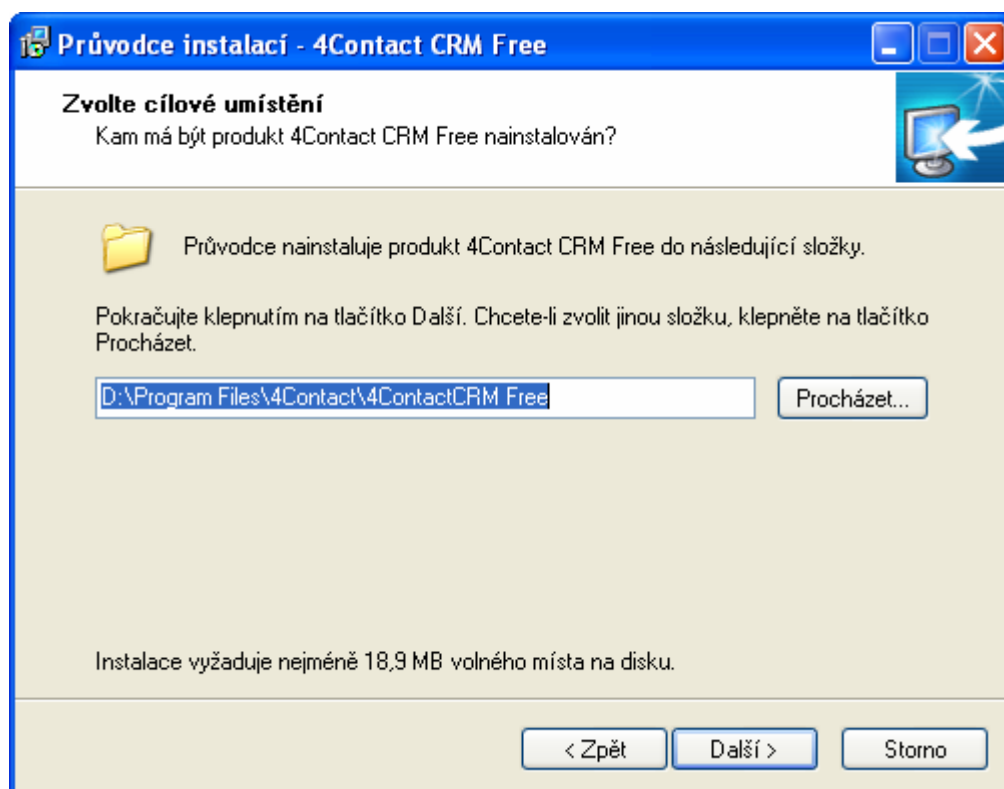 Průvodce instalací - 4Contact CRM Free
Zvolte cílové umístění
Kam má být produkt 4Contact CRM Free nainstalován?
Průvodce nainstaluje produkt 4Contact CRM Free do následující složky.
Pokračujte klepnutím na tlačítko Další. Chcete-li zvolit jinou složku, klepněte na tlačítko
Procházet.
D:\Program Files\4Contact\4ContactCRM Free
Procházet...
Instalace vyžaduje nejméně 18,9 MB volného místa na disku.
< Zpět
Další >
Storno